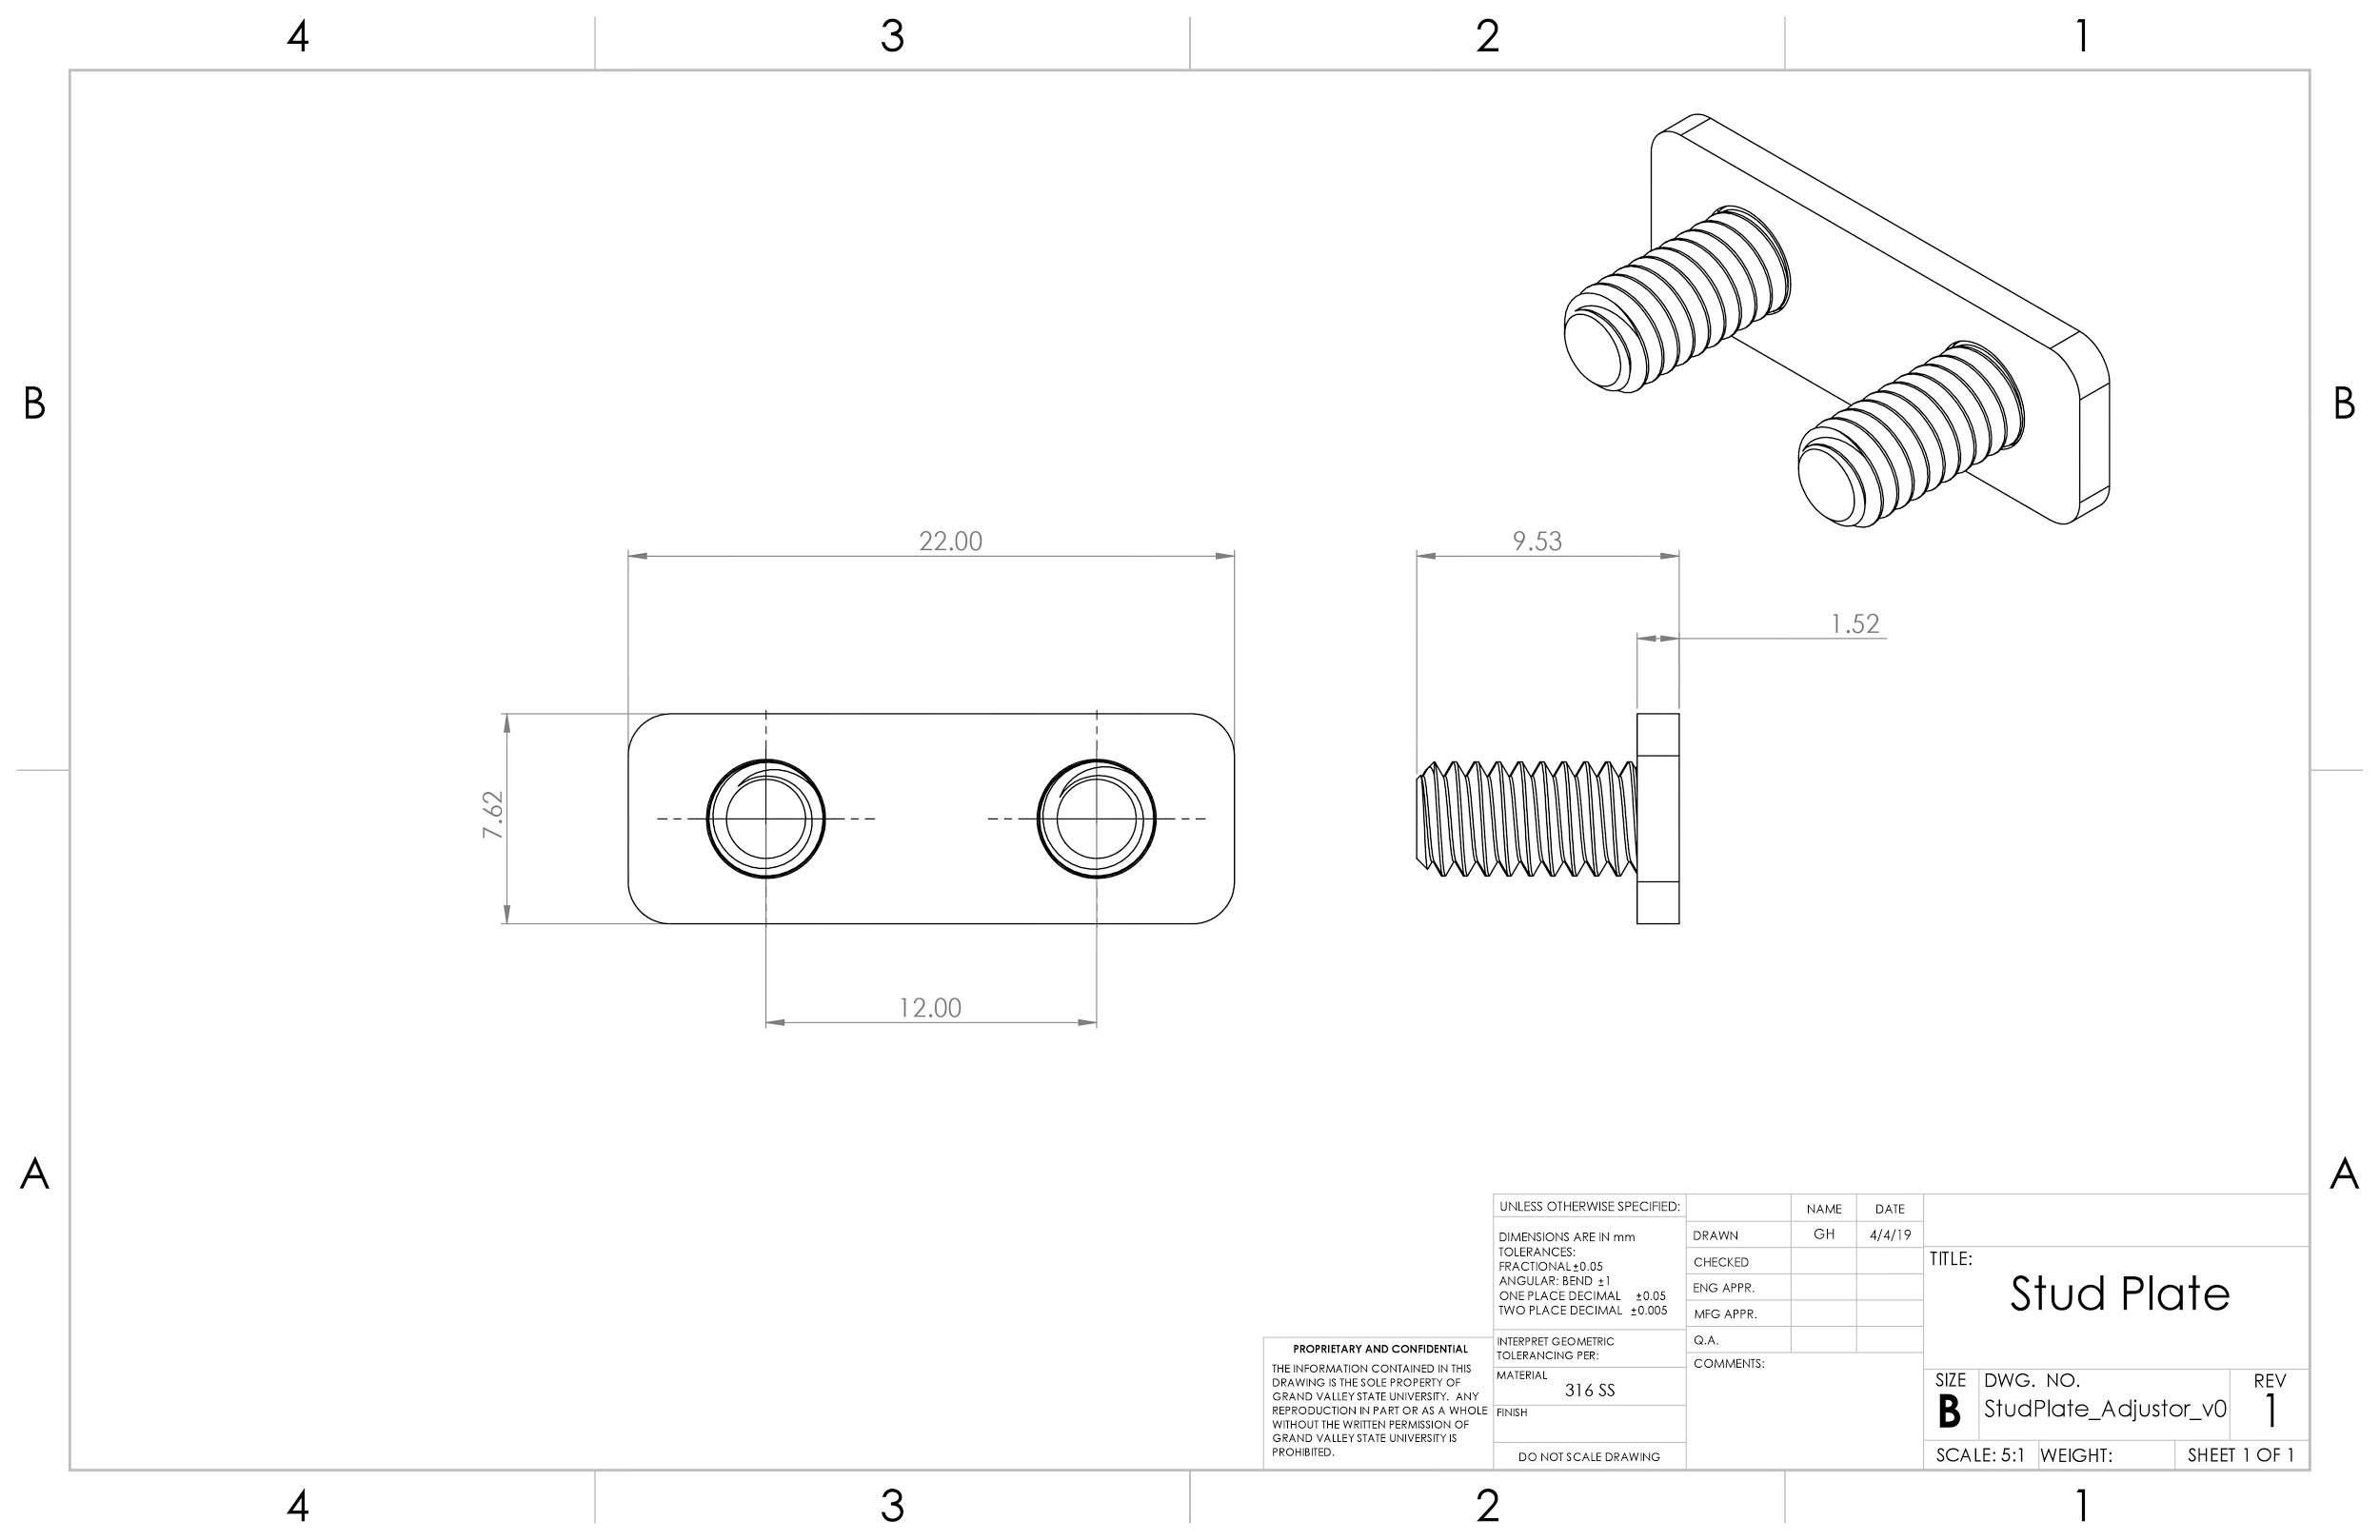 4 3 2 1
B B
22.00
9.53
1.52
7.62
12.00
A A
PROPRIETARY AND CONFIDENTIAL
THE INFORMATION CONTAINED IN THIS
DRAWING IS THE SOLE PROPERTY OF
GRAND VALLEY STATE UNIVERSITY. ANY
REPRODUCTION IN PART OR AS A WHOLE
WITHOUT THE WRITTEN PERMISSION OF
GRAND VALLEY STATE UNIVERSITY IS
PROHIBITED.
UNLESS OTHERWISE SPECIFIED:
DIMENSIONS ARE IN mm
TOLERANCES:
FRACTIONAL ±0.05
ANGULAR: BEND ±1
ONE PLACE DECIMAL ±0.05
TWO PLACE DECIMAL ±0.005
INTERPRET GEOMETRIC
TOLERANCING PER:
MATERIAL
316 SS
FINISH
DO NOT SCALE DRAWING
NAME DATE
DRAWN GH 4/4/19
CHECKED
ENG APPR.
MFG APPR.
Q.A.
COMMENTS:
TITLE:
Stud Plate
SIZE DWG. NO. REV
B StudPlate_Adjustor_v0 1
SCALE: 5:1 WEIGHT: SHEET 1 OF 1
4 3 2 1